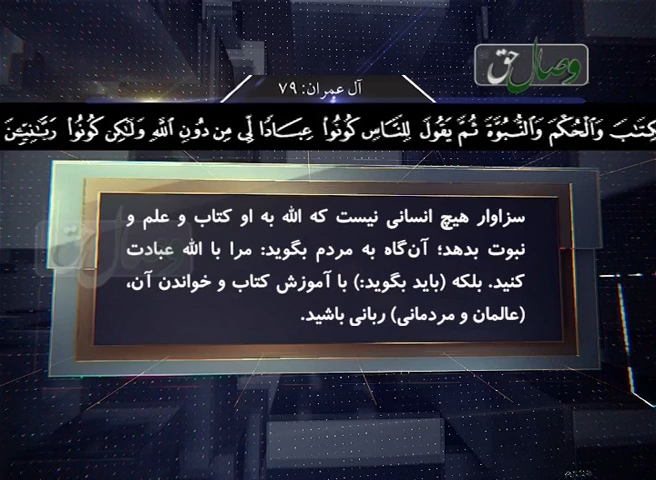 وصال حق
آل عمران: ٧٩
كِتَـٰبَ وَٱلْحُكْمَ وَٱلنُّبُوَّةَ ثُمَّ يَقُولَ لِلنَّاسِ كُونُوا۟ عِبَادًا لِّى مِن دُونِ ٱللَّهِ وَلَـٰكِن كُونُوا۟ رَبَّـٰنِيِّـۧنَ
سزاوار هیچ انسانی نیست که الله به او کتاب و علم و
نبوت بدهد؛ آن‌گاه به مردم بگوید: مرا با الله عبادت
کنید. بلکه (باید بگوید:) با آموزش کتاب و خواندن آن،
(عالمان و مردمانی) ربانی باشید.